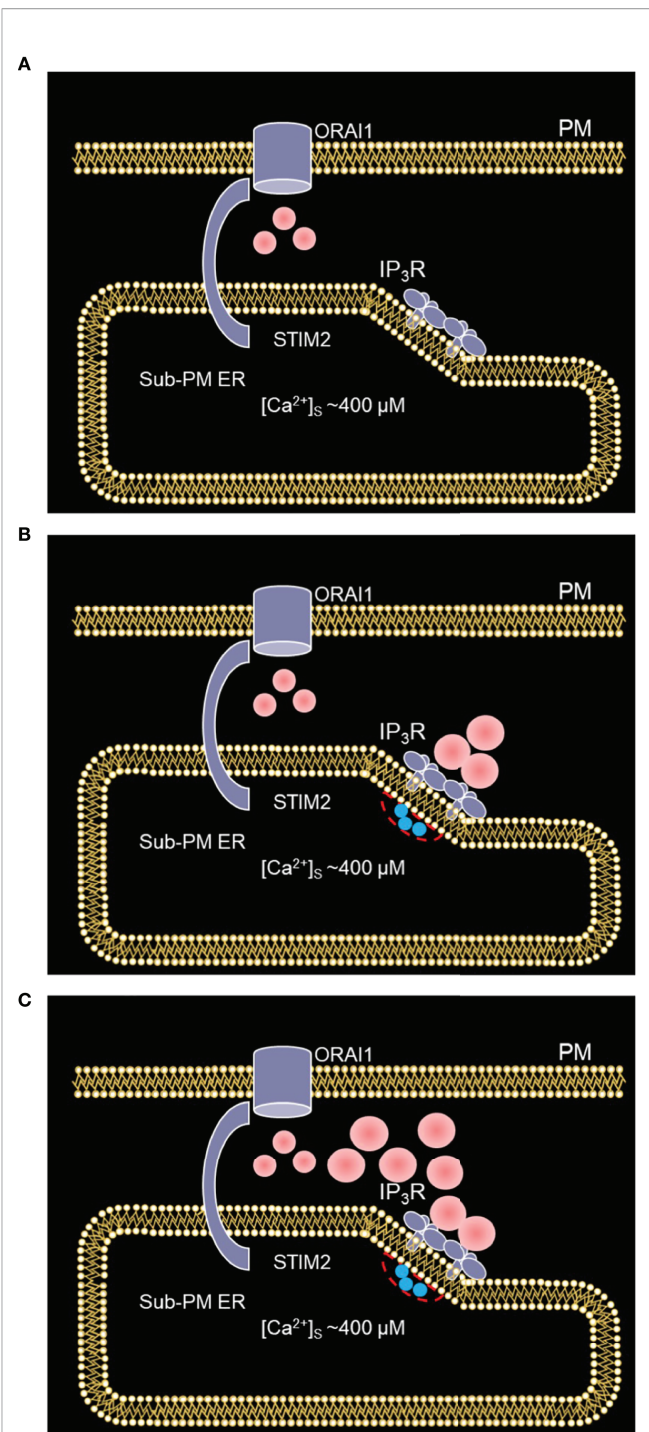 A
ORAI1
PM
IP₃R
STIM2
Sub-PM ER
[Ca²⁺]ₛ ~400 µM
B
ORAI1
PM
IP₃R
STIM2
Sub-PM ER
[Ca²⁺]ₛ ~400 µM
C
ORAI1
PM
IP₃R
STIM2
Sub-PM ER
[Ca²⁺]ₛ ~400 µM